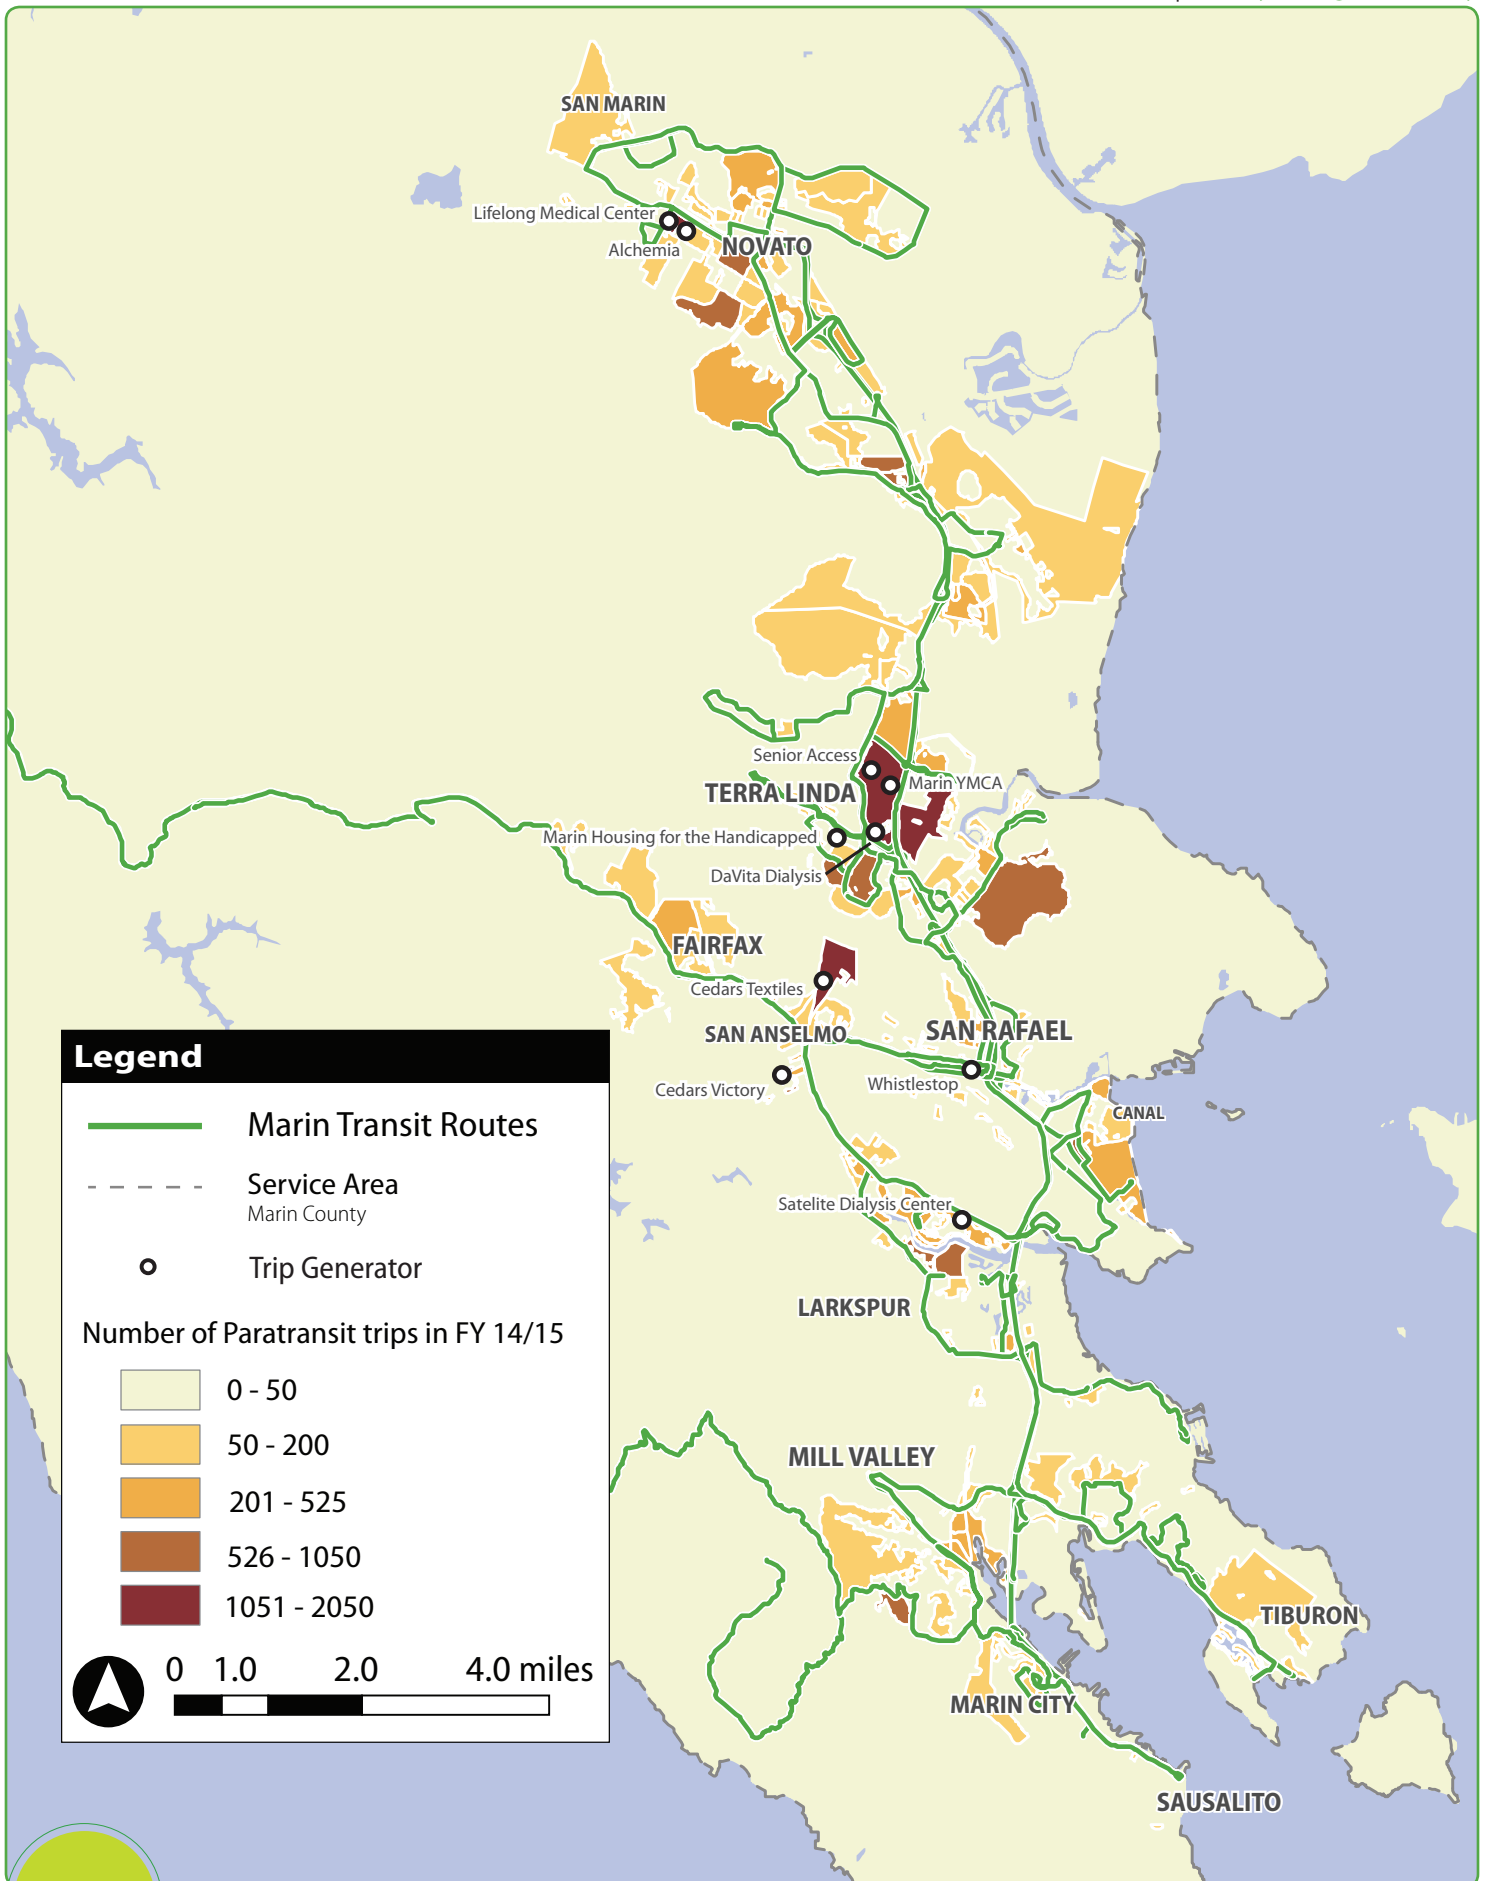 SAN MARIN
Lifelong Medical Center
Alchemia
NOVATO
Senior Access
Marin YMCA
TERRA LINDA
Marin Housing for the Handicapped
DaVita Dialysis
FAIRFAX
Cedars Textiles
SAN ANSELMO
SAN RAFAEL
Cedars Victory
Whistlestop
CANAL
Satelite Dialysis Center
LARKSPUR
MILL VALLEY
TIBURON
MARIN CITY
SAUSALITO
Legend
Marin Transit Routes
Service Area
Marin County
Trip Generator
Number of Paratransit trips in FY 14/15
0 - 50
50 - 200
201 - 525
526 - 1050
1051 - 2050
0 1.0 2.0 4.0 miles